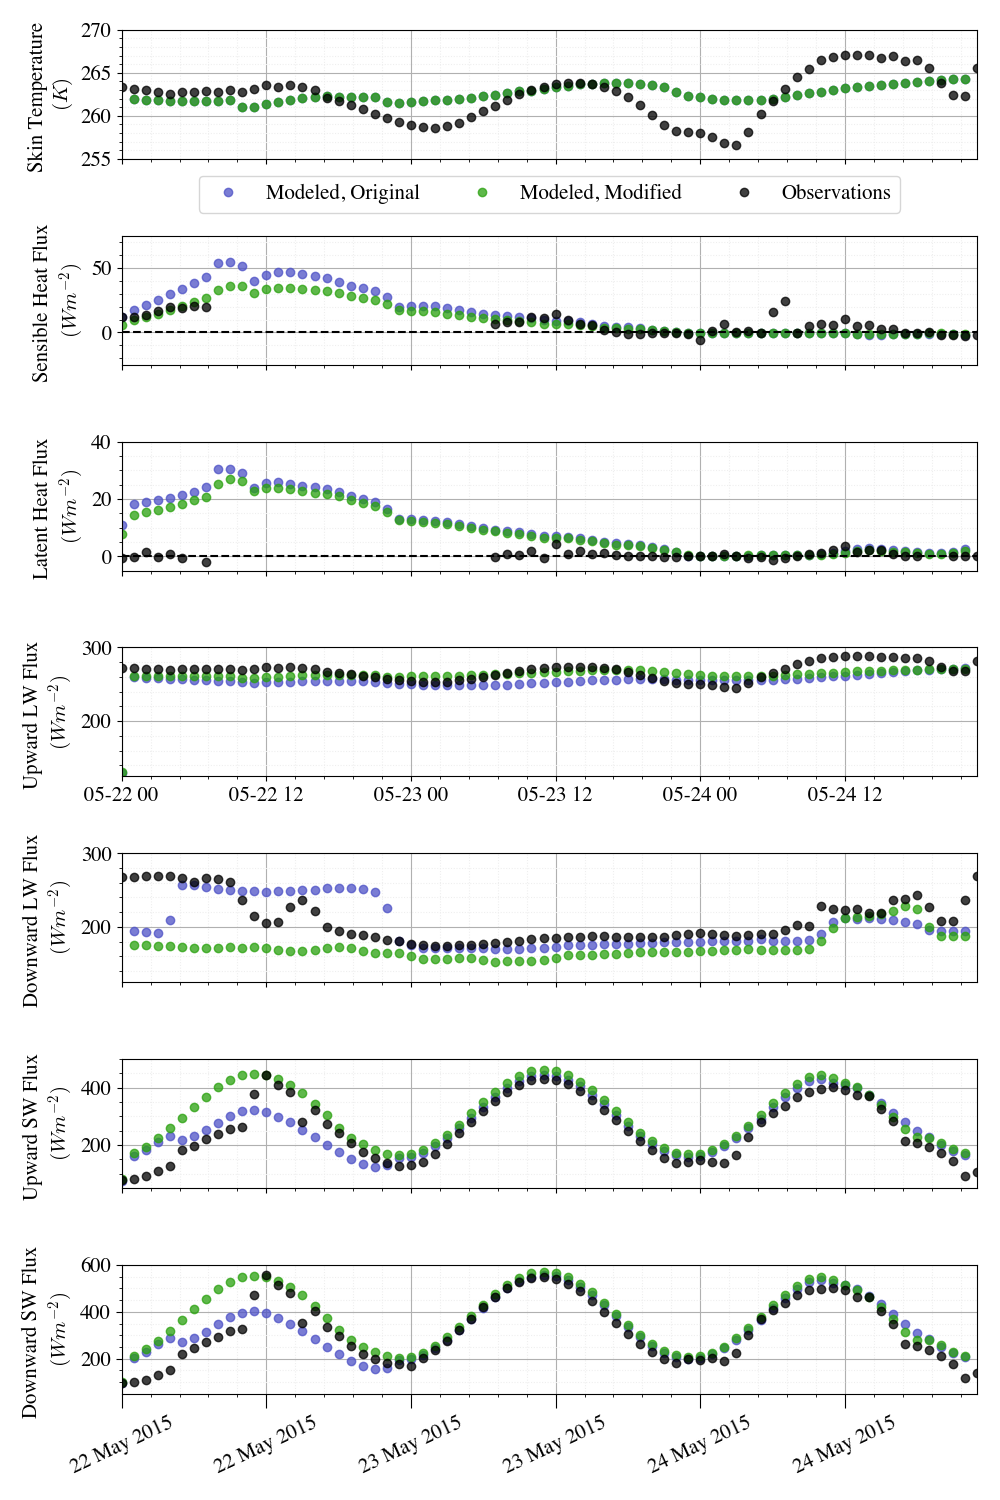 Skin Temperature
(K)
270
265
260
255
Modeled, Original
Modeled, Modified
Observations
Sensible Heat Flux
(Wm⁻²)
50
0
Latent Heat Flux
(Wm⁻²)
40
20
0
Upward LW Flux
(Wm⁻²)
300
200
05-22 00
05-22 12
05-23 00
05-23 12
05-24 00
05-24 12
Downward LW Flux
(Wm⁻²)
300
200
Upward SW Flux
(Wm⁻²)
400
200
Downward SW Flux
(Wm⁻²)
600
400
200
22 May 2015
22 May 2015
23 May 2015
23 May 2015
24 May 2015
24 May 2015